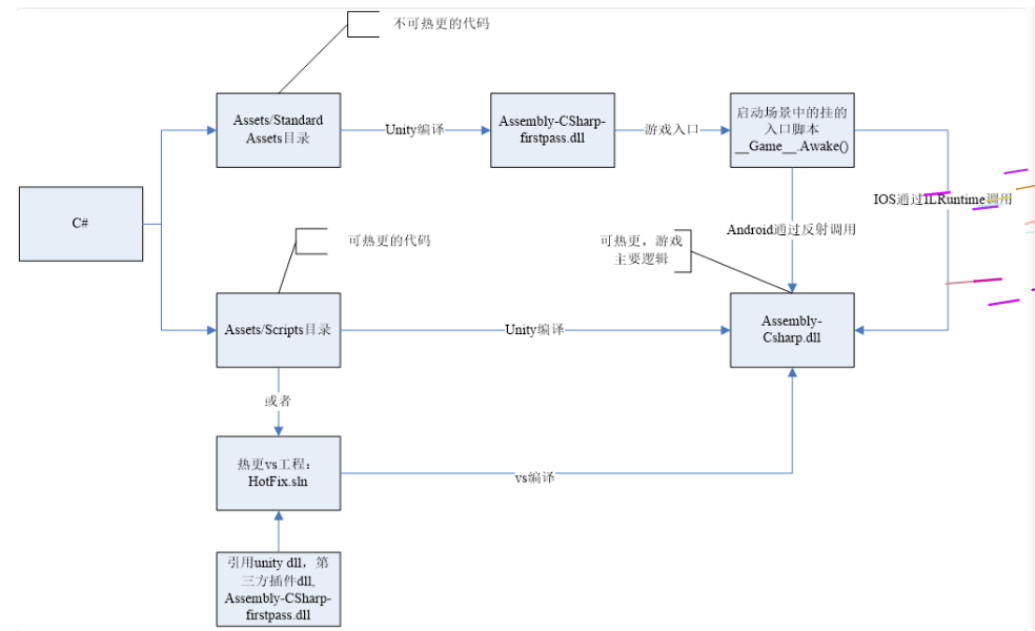 不可热更的代码
Assets/Standard
Assets目录
Unity编译
Assembly-CSharp-
firstpass.dll
游戏入口
启动场景中的挂的
入口脚本
__Game__.Awake()
C#
IOS通过ILRuntime调用
Android通过反射调用
可热更的代码
可热更，游戏
主要逻辑
Assets/Scripts目录
Unity编译
Assembly-
Csharp.dll
或者
热更vs工程：
HotFix.sln
vs编译
引用unity dll，第
三方插件dll,
Assembly-CSharp-
firstpass.dll